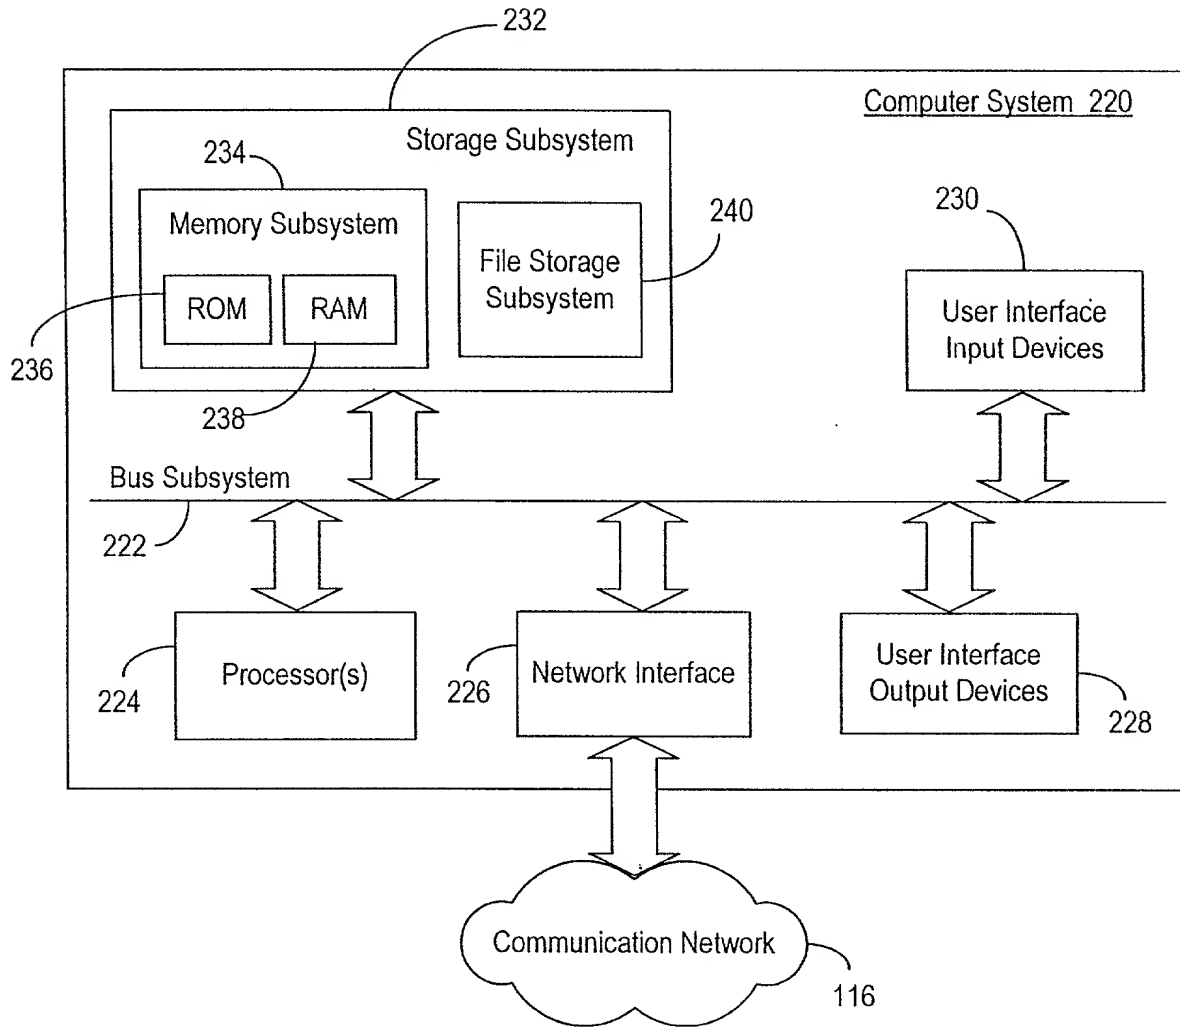 232
Computer System 220
Storage Subsystem
234
Memory Subsystem
ROM
RAM
236
238
File Storage
Subsystem
240
230
User Interface
Input Devices
Bus Subsystem
222
Processor(s)
224
Network Interface
226
User Interface
Output Devices
228
Communication Network
116